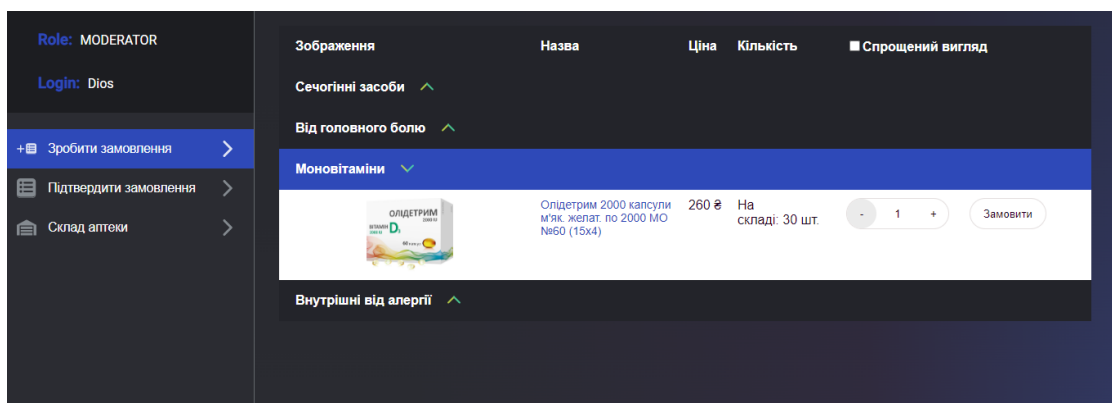 Role: MODERATOR
Login: Dios
+ Зробити замовлення
Підтвердити замовлення
Склад аптеки
Зображення Назва Ціна Кількість Спрощений вигляд
Сечогінні засоби
Від головного болю
Моновітаміни
ОЛІДЕТРИМ
D3
Олідетрим 2000 капсули
м'як. желат. по 2000 МО
№60 (15х4)
260 ₴
На
складі: 30 шт.
- 1 +
Замовити
Внутрішні від алергії